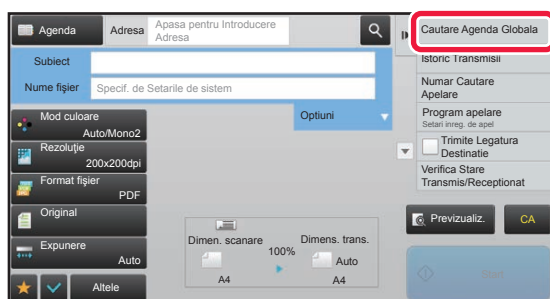 Agenda
Adresa
Apasa pentru Introducere
Adresa
Subiect
Nume fişier
Specif. de Setarile de sistem
Optiuni
Mod culoare
Auto/Mono2
Rezoluţie
200x200dpi
Format fişier
PDF
Original
Expunere
Auto
Altele
Dimen. scanare
A4
100%
Dimens. trans.
Auto
A4
Cautare Agenda Globala
Istoric Transmisii
Numar Cautare
Apelare
Program apelare
Setari inreg. de apel
Trimite Legatura
Destinatie
Verifica Stare
Transmis/Receptionat
Previzualiz.
CA
Start